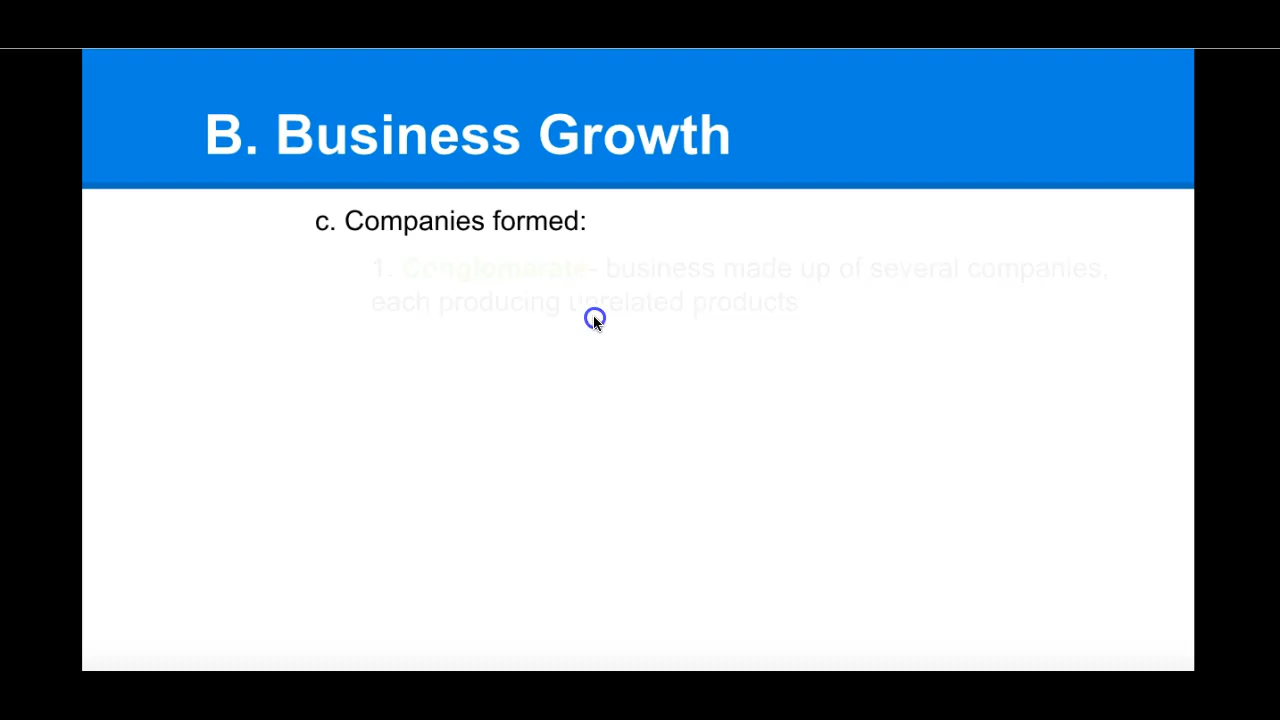 B. Business Growth
c. Companies formed:
1. Conglomerate- business made up of several companies,
each producing unrelated products